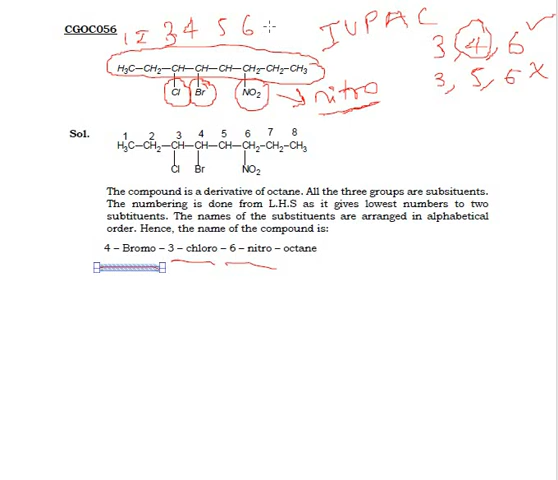 CGOC056
1 2 3 4 5 6
IUPAC
3, 4, 6 ✓
3, 5, 6 x
H3C–CH2–CH–CH–CH–CH2–CH2–CH3
Cl Br NO2 → nitro
Sol.
1 2 3 4 5 6 7 8
H3C–CH2–CH–CH–CH–CH2–CH2–CH3
Cl Br NO2
The compound is a derivative of octane. All the three groups are subsituents.
The numbering is done from L.H.S as it gives lowest numbers to two
subtituents. The names of the substituents are arranged in alphabetical
order. Hence, the name of the compound is:
4 – Bromo – 3 – chloro – 6 – nitro – octane